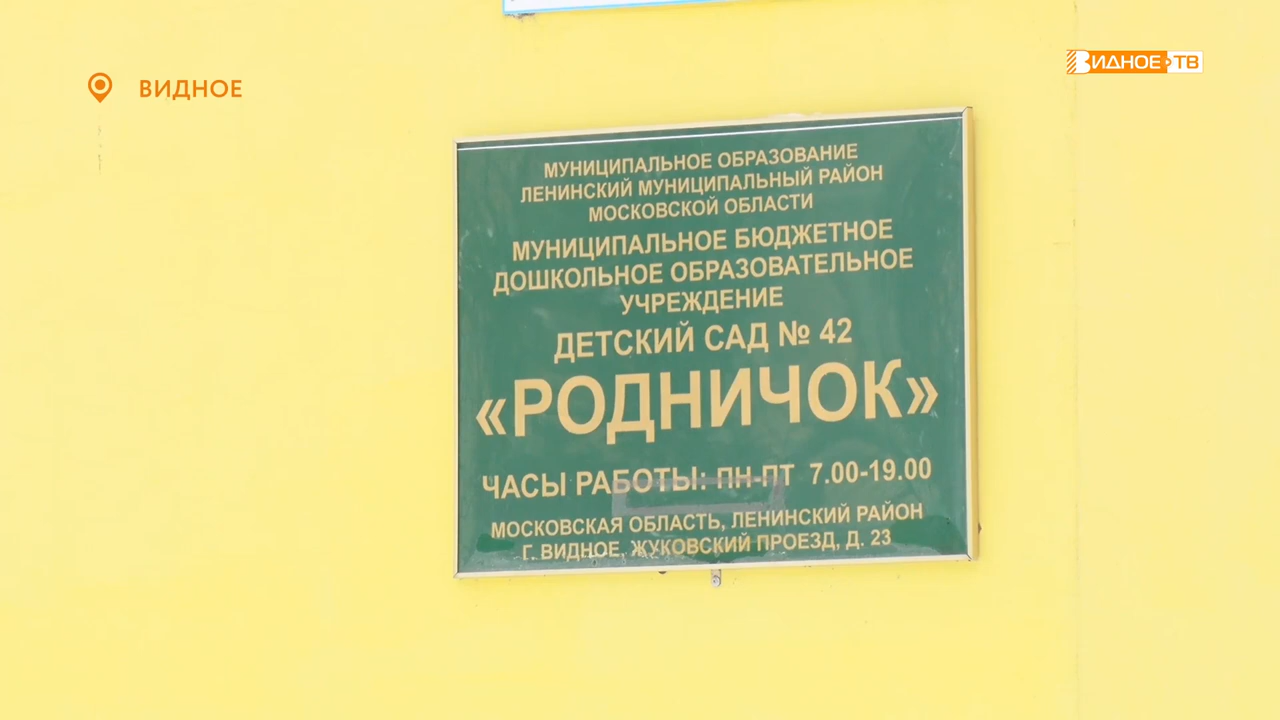 ВИДНОЕ
ВИДНОЕ ТВ
МУНИЦИПАЛЬНОЕ ОБРАЗОВАНИЕ
ЛЕНИНСКИЙ МУНИЦИПАЛЬНЫЙ РАЙОН
МОСКОВСКОЙ ОБЛАСТИ
МУНИЦИПАЛЬНОЕ БЮДЖЕТНОЕ
ДОШКОЛЬНОЕ ОБРАЗОВАТЕЛЬНОЕ
УЧРЕЖДЕНИЕ
ДЕТСКИЙ САД № 42
«РОДНИЧОК»
ЧАСЫ РАБОТЫ: ПН-ПТ 7.00-19.00
МОСКОВСКАЯ ОБЛАСТЬ, ЛЕНИНСКИЙ РАЙОН
Г. ВИДНОЕ, ЖУКОВСКИЙ ПРОЕЗД, Д. 23